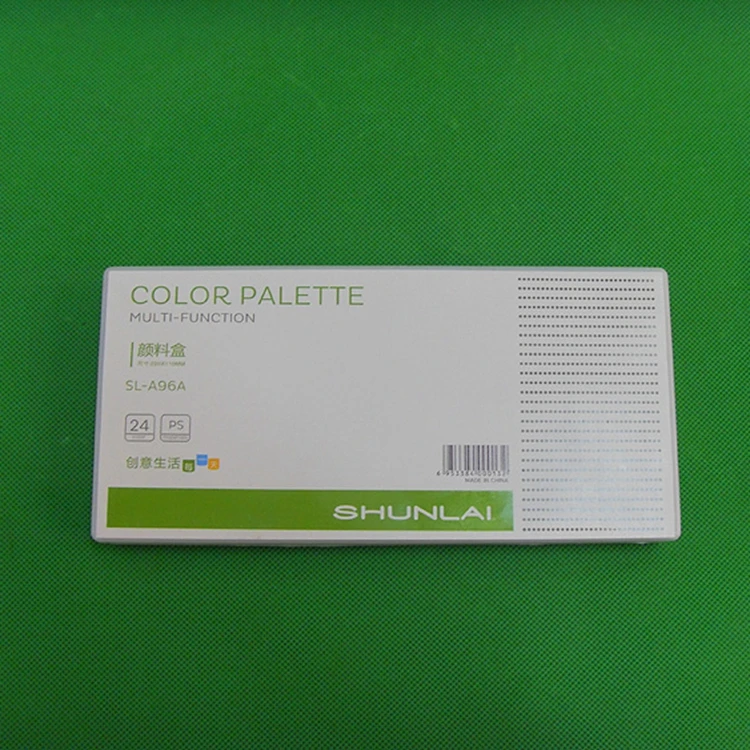 COLOR PALETTE
MULTI-FUNCTION
颜料盒
SL-A96A
24
PS
创意生活
MADE IN CHINA
SHUNLAI